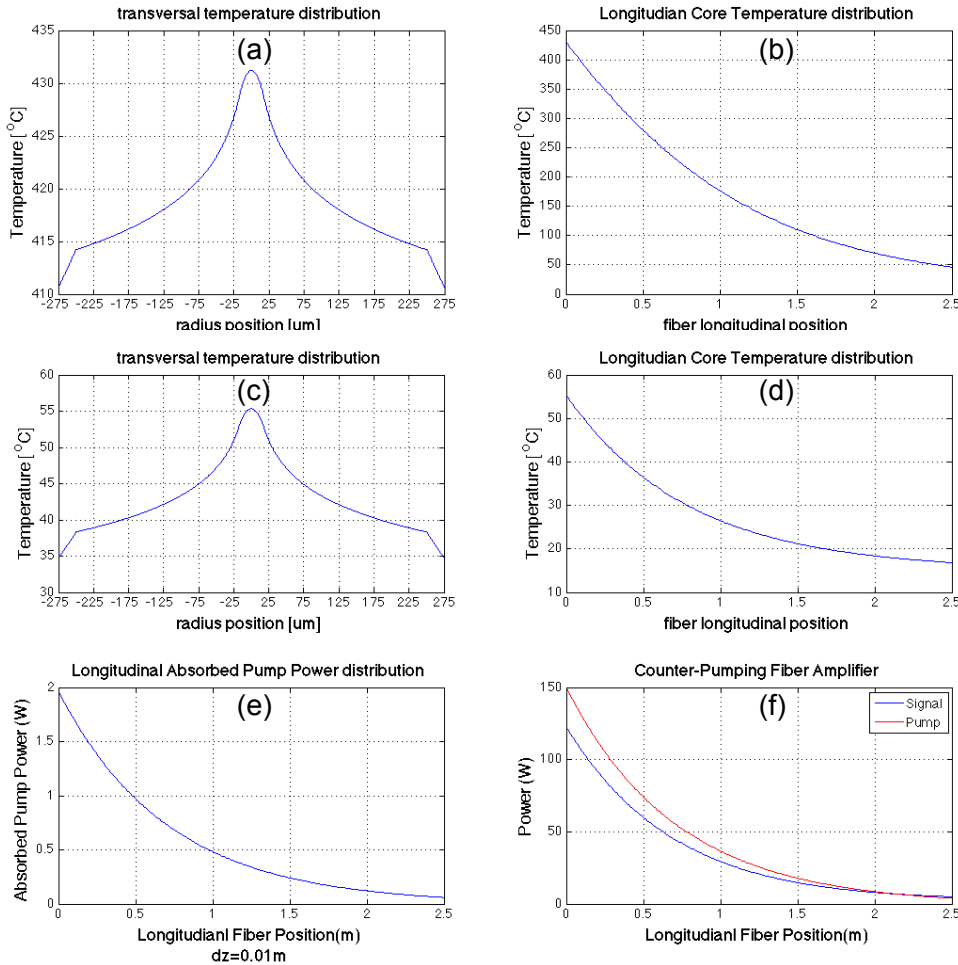 transversal temperature distribution
(a)
Temperature [°C]
435
430
425
420
415
410
-275 -225 -175 -125 -75 -25 25 75 125 175 225 275
radius position [um]
Longitudian Core Temperature distribution
(b)
Temperature [°C]
450
400
350
300
250
200
150
100
50
0
0 0.5 1 1.5 2 2.5
fiber longitudinal position
transversal temperature distribution
(c)
Temperature [°C]
60
55
50
45
40
35
30
-275 -225 -175 -125 -75 -25 25 75 125 175 225 275
radius position [um]
Longitudian Core Temperature distribution
(d)
Temperature [°C]
60
50
40
30
20
10
0 0.5 1 1.5 2 2.5
fiber longitudinal position
Longitudinal Absorbed Pump Power distribution
(e)
Absorbed Pump Power (W)
2
1.5
1
0.5
0
0 0.5 1 1.5 2 2.5
Longitudianl Fiber Position(m)
dz=0.01m
Counter-Pumping Fiber Amplifier
(f)
Signal
Pump
Power (W)
150
100
50
0
0 0.5 1 1.5 2 2.5
Longitudianl Fiber Position(m)